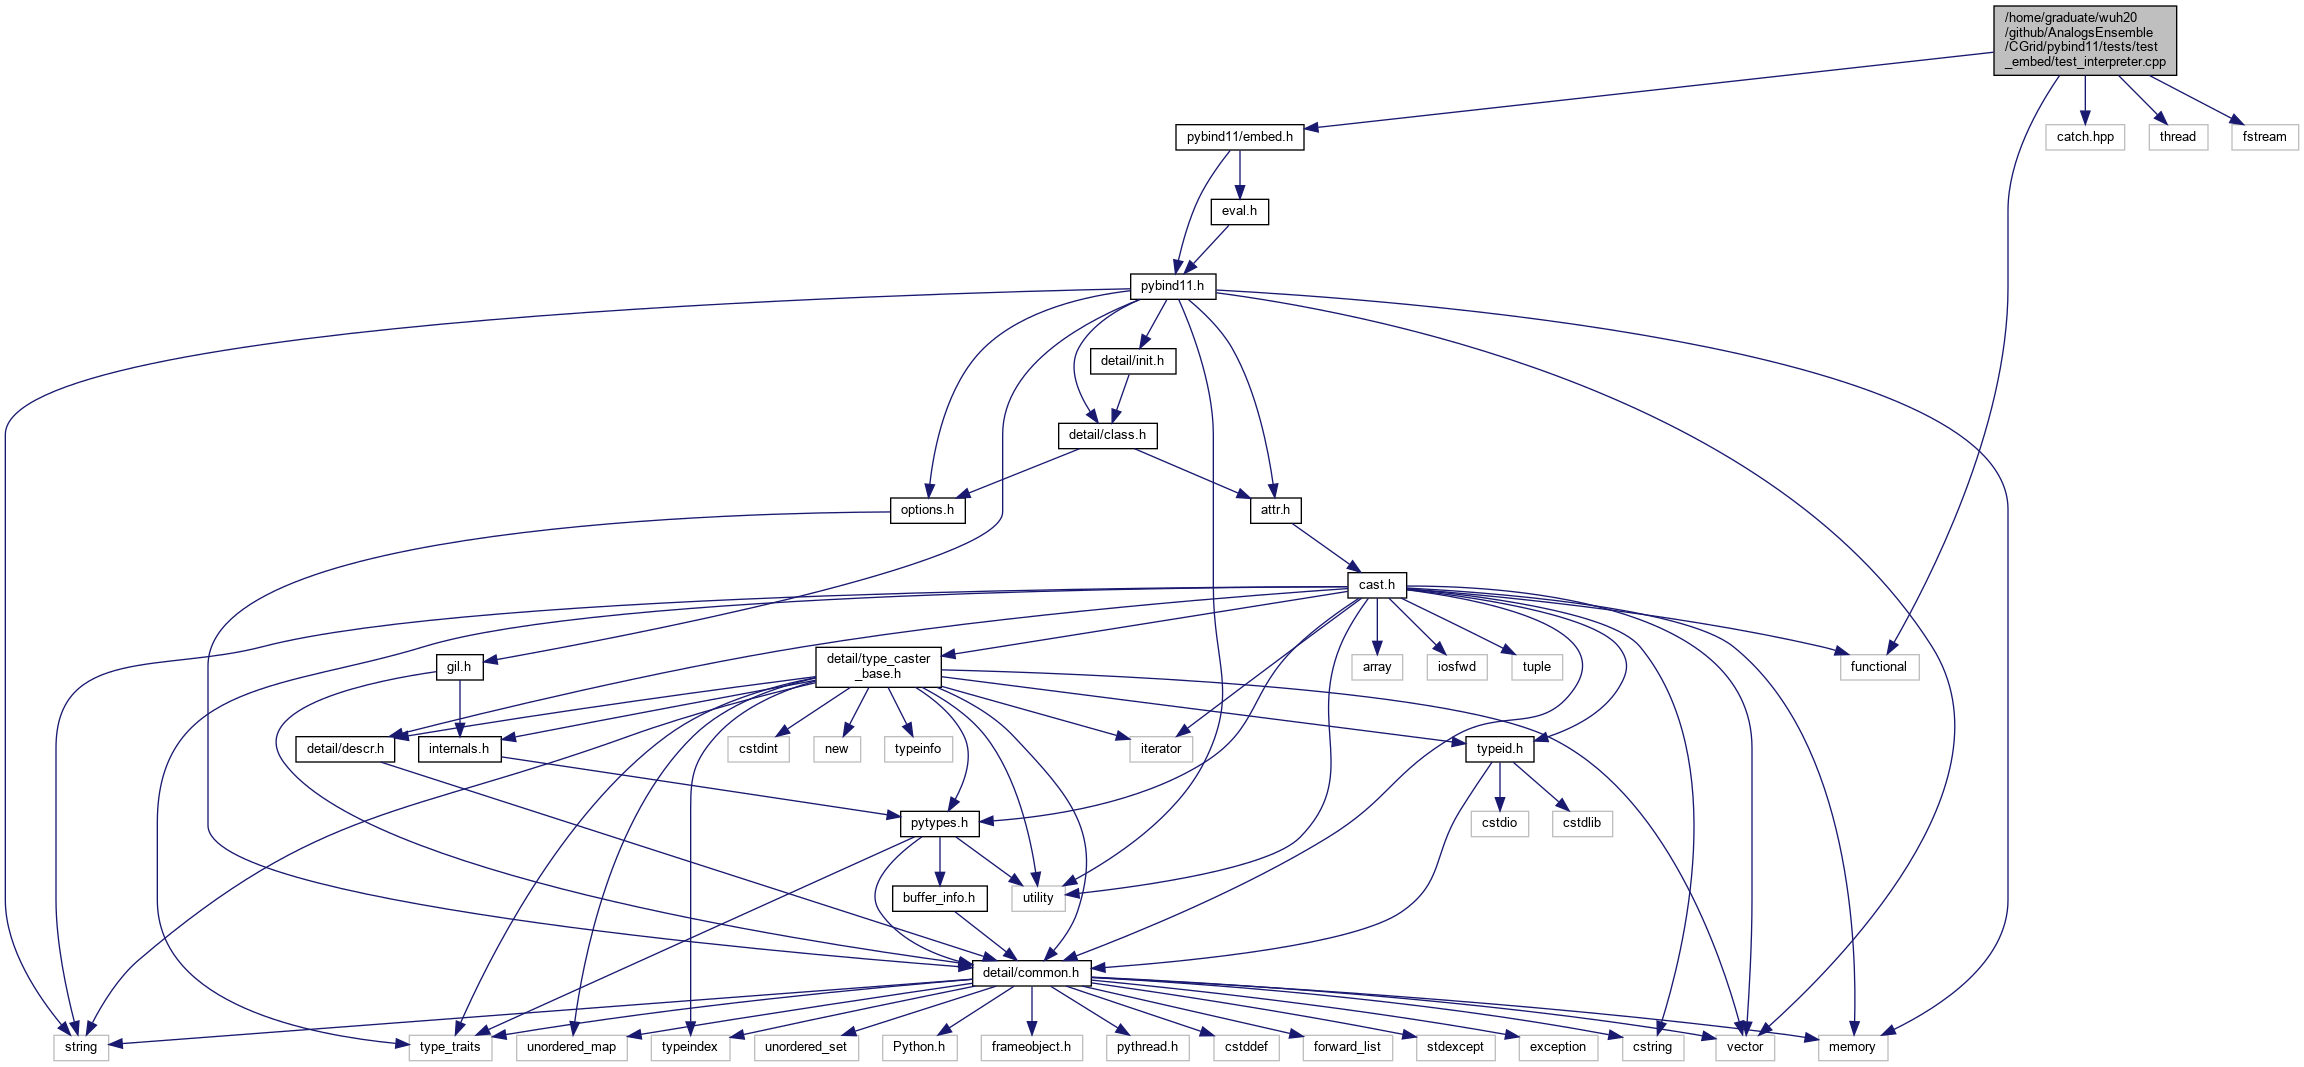 /home/graduate/wuh20
/github/AnalogsEnsemble
/CGrid/pybind11/tests/test
_embed/test_interpreter.cpp
pybind11/embed.h
catch.hpp
thread
fstream
eval.h
pybind11.h
detail/init.h
detail/class.h
options.h
attr.h
cast.h
gil.h
detail/type_caster
_base.h
array
iosfwd
tuple
functional
detail/descr.h
internals.h
cstdint
new
typeinfo
iterator
typeid.h
pytypes.h
cstdio
cstdlib
buffer_info.h
utility
detail/common.h
string
type_traits
unordered_map
typeindex
unordered_set
Python.h
frameobject.h
pythread.h
cstddef
forward_list
stdexcept
exception
cstring
vector
memory